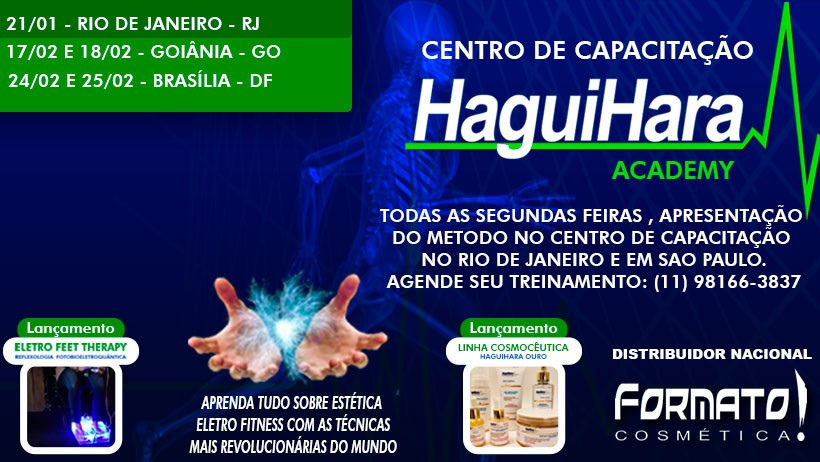 21/01 - RIO DE JANEIRO - RJ
17/02 E 18/02 - GOIÂNIA - GO
24/02 E 25/02 - BRASÍLIA - DF
CENTRO DE CAPACITAÇÃO
HaguiHara
ACADEMY
TODAS AS SEGUNDAS FEIRAS , APRESENTAÇÃO
DO METODO NO CENTRO DE CAPACITAÇÃO
NO RIO DE JANEIRO E EM SAO PAULO.
AGENDE SEU TREINAMENTO: (11) 98166-3837
Lançamento
ELETRO FEET THERAPY
REFLEXOLOGIA FOTOBIOELETROQUÂNTICA
APRENDA TUDO SOBRE ESTÉTICA
ELETRO FITNESS COM AS TÉCNICAS
MAIS REVOLUCIONÁRIAS DO MUNDO
Lançamento
LINHA COSMOCÊUTICA
HAGUIHARA OURO
DISTRIBUIDOR NACIONAL
FORMATO!
COSMÉTICA